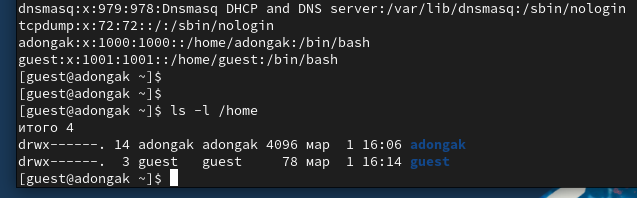 dnsmasq:x:979:978:Dnsmasq DHCP and DNS server:/var/lib/dnsmasq:/sbin/nologin
tcpdump:x:72:72::/:/sbin/nologin
adongak:x:1000:1000::/home/adongak:/bin/bash
guest:x:1001:1001::/home/guest:/bin/bash
[guest@adongak ~]$
[guest@adongak ~]$
[guest@adongak ~]$ ls -l /home
итого 4
drwx------. 14 adongak adongak 4096 мар  1 16:06 adongak
drwx------.  3 guest   guest     78 мар  1 16:14 guest
[guest@adongak ~]$